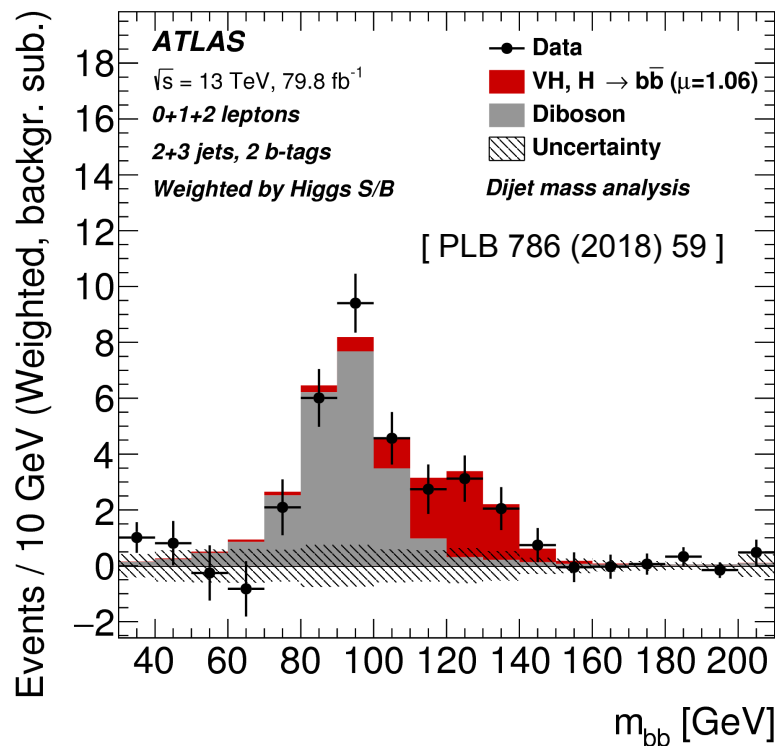 ATLAS
√s = 13 TeV, 79.8 fb⁻¹
0+1+2 leptons
2+3 jets, 2 b-tags
Weighted by Higgs S/B
Data
VH, H → bb̅ (μ=1.06)
Diboson
Uncertainty
Dijet mass analysis
[ PLB 786 (2018) 59 ]
Events / 10 GeV (Weighted, backgr. sub.)
18
16
14
12
10
8
6
4
2
0
−2
40 60 80 100 120 140 160 180 200
m_bb [GeV]